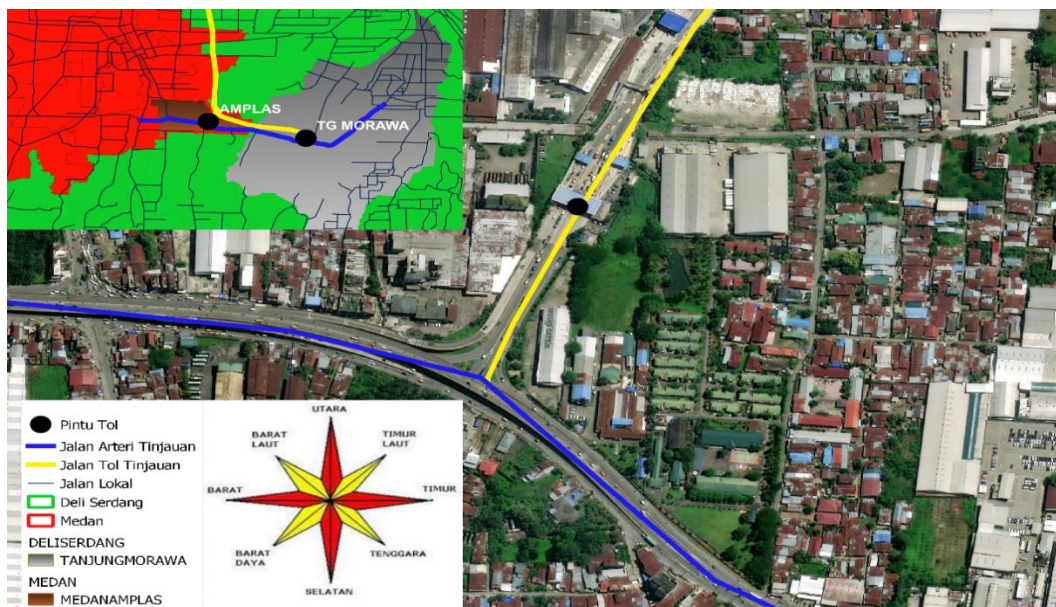 AMPLAS
TG MORAWA
Pintu Tol
Jalan Arteri Tinjauan
Jalan Tol Tinjauan
Jalan Lokal
Deli Serdang
Medan
DELISERDANG
TANJUNGMORAWA
MEDAN
MEDANAMPLAS
UTARA
BARAT
LAUT
TIMUR
LAUT
BARAT
TIMUR
BARAT
DAYA
TENGGARA
SELATAN